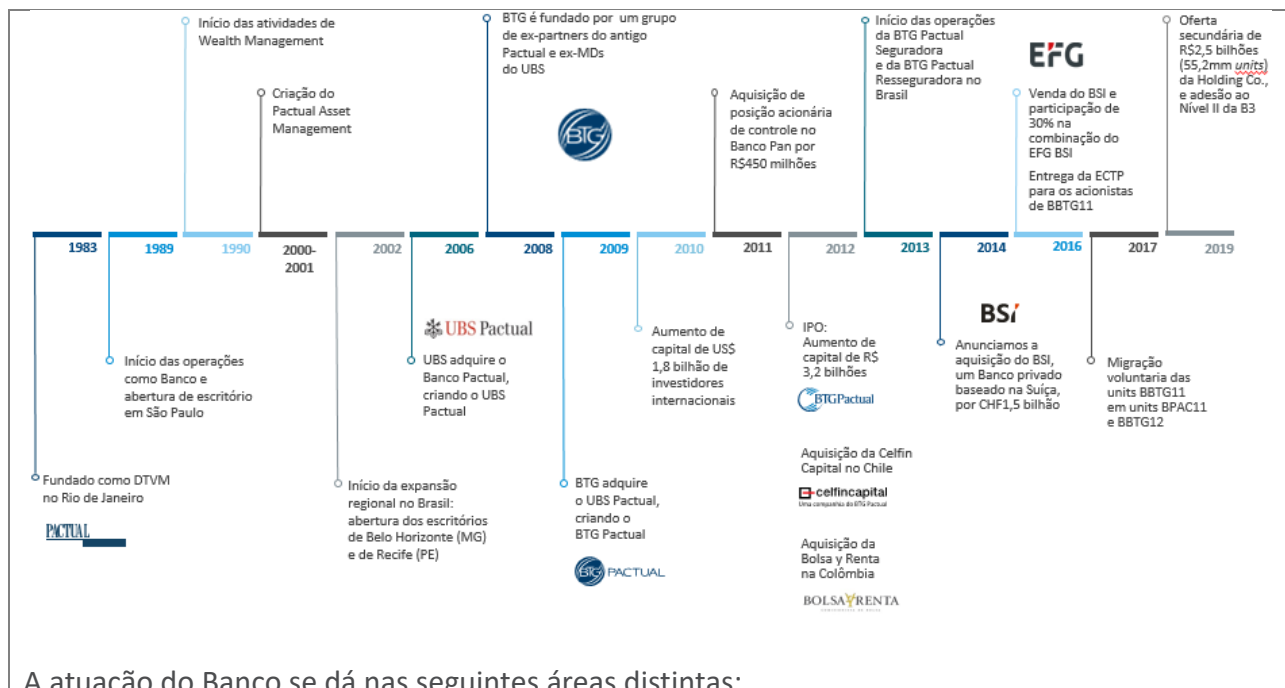 Início das atividades de
Wealth Management
Criação do
Pactual Asset
Management
BTG é fundado por um grupo
de ex-partners do antigo
Pactual e ex-MDs
do UBS
BTG
Aquisição de
posição acionária
de controle no
Banco Pan por
R$450 milhões
Início das operações
da BTG Pactual
Seguradora
e da BTG Pactual
Resseguradora no
Brasil
EFG
Venda do BSI e
participação de
30% na
combinação do
EFG BSI
Entrega da ECTP
para os acionistas
de BBTG11
Oferta
secundária de
R$2,5 bilhões
(55,2mm units)
da Holding Co.,
e adesão ao
Nível II da B3
1983
1989
1990
2000-
2001
2002
2006
2008
2009
2010
2011
2012
2013
2014
2016
2017
2019
Fundado como DTVM
no Rio de Janeiro
PACTUAL
Início das operações
como Banco e
abertura de escritório
em São Paulo
Início da expansão
regional no Brasil:
abertura dos escritórios
de Belo Horizonte (MG)
e de Recife (PE)
UBS Pactual
UBS adquire o
Banco Pactual,
criando o UBS
Pactual
BTG adquire
o UBS Pactual,
criando o
BTG Pactual
BTG PACTUAL
Aumento de
capital de US$
1,8 bilhão de
investidores
internacionais
IPO:
Aumento de
capital de R$
3,2 bilhões
BTGPactual
Aquisição da Celfin
Capital no Chile
celfincapital
Una compañía de BTG Pactual
Aquisição da
Bolsa y Renta
na Colômbia
BOLSA Y RENTA
BSI
Anunciamos a
aquisição do BSI,
um Banco privado
baseado na Suíça,
por CHF1,5 bilhão
Migração
voluntaria das
units BBTG11
em units BPAC11
e BBTG12
A atuação do Banco se dá nas seguintes áreas distintas: